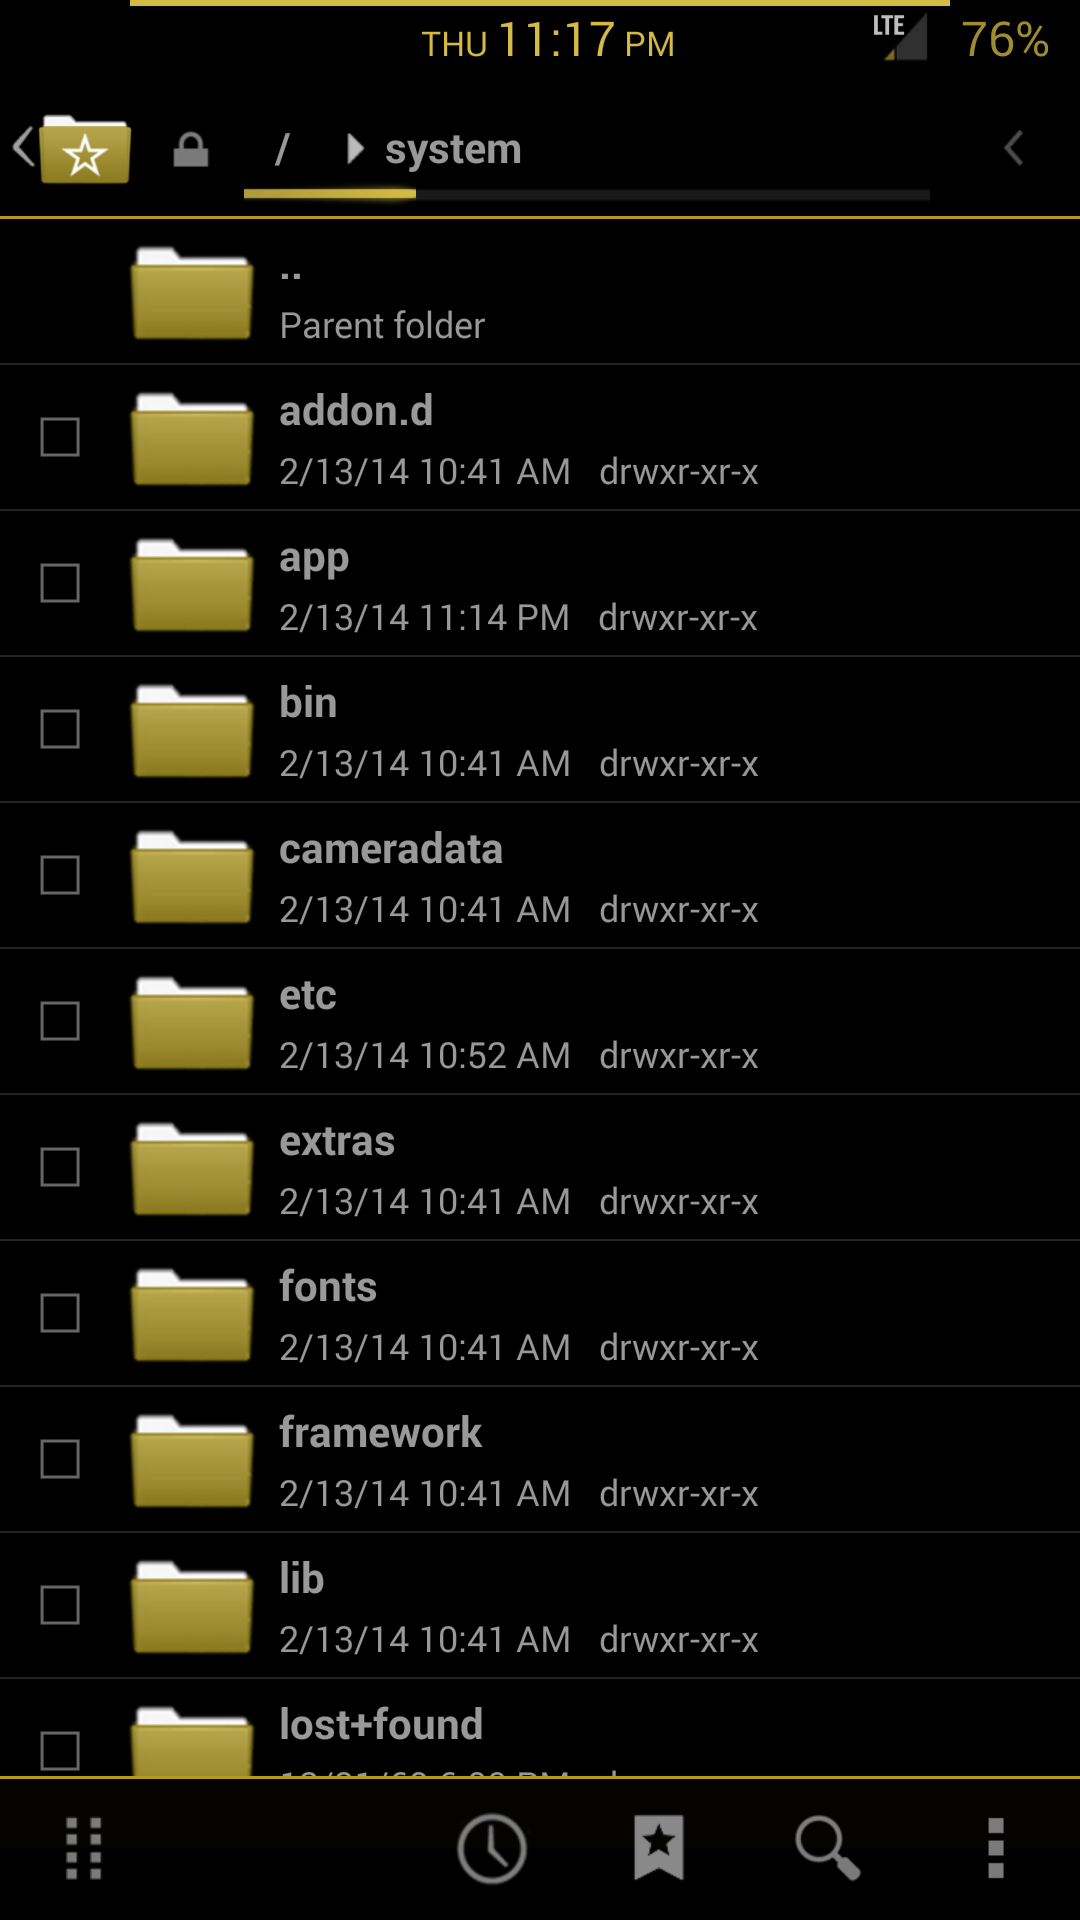 THU 11:17 PM LTE 76%
/ system
..
Parent folder
addon.d
2/13/14 10:41 AM drwxr-xr-x
app
2/13/14 11:14 PM drwxr-xr-x
bin
2/13/14 10:41 AM drwxr-xr-x
cameradata
2/13/14 10:41 AM drwxr-xr-x
etc
2/13/14 10:52 AM drwxr-xr-x
extras
2/13/14 10:41 AM drwxr-xr-x
fonts
2/13/14 10:41 AM drwxr-xr-x
framework
2/13/14 10:41 AM drwxr-xr-x
lib
2/13/14 10:41 AM drwxr-xr-x
lost+found